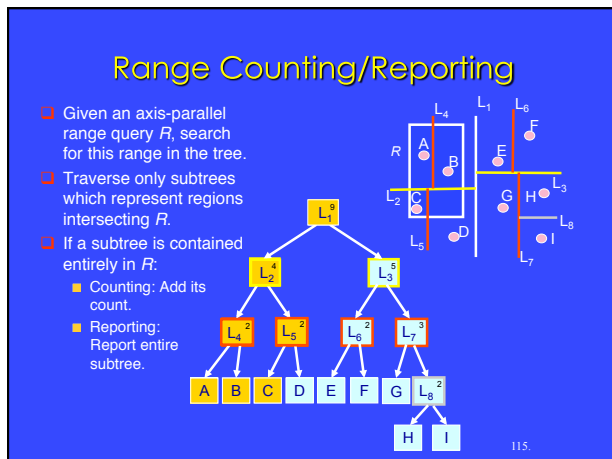 Range Counting/Reporting
Given an axis-parallel
range query R, search
for this range in the tree.
Traverse only subtrees
which represent regions
intersecting R.
If a subtree is contained
entirely in R:
Counting: Add its
count.
Reporting:
Report entire
subtree.
L1 L6
L4
F
A
R
E
B
L3
L2
H
C
G
L8
D
I
L5
L7
L1 9
L2 4
L3 5
L4 2
L5 2
L6 2
L7 3
A B C D E F G L8 2
H I
115.